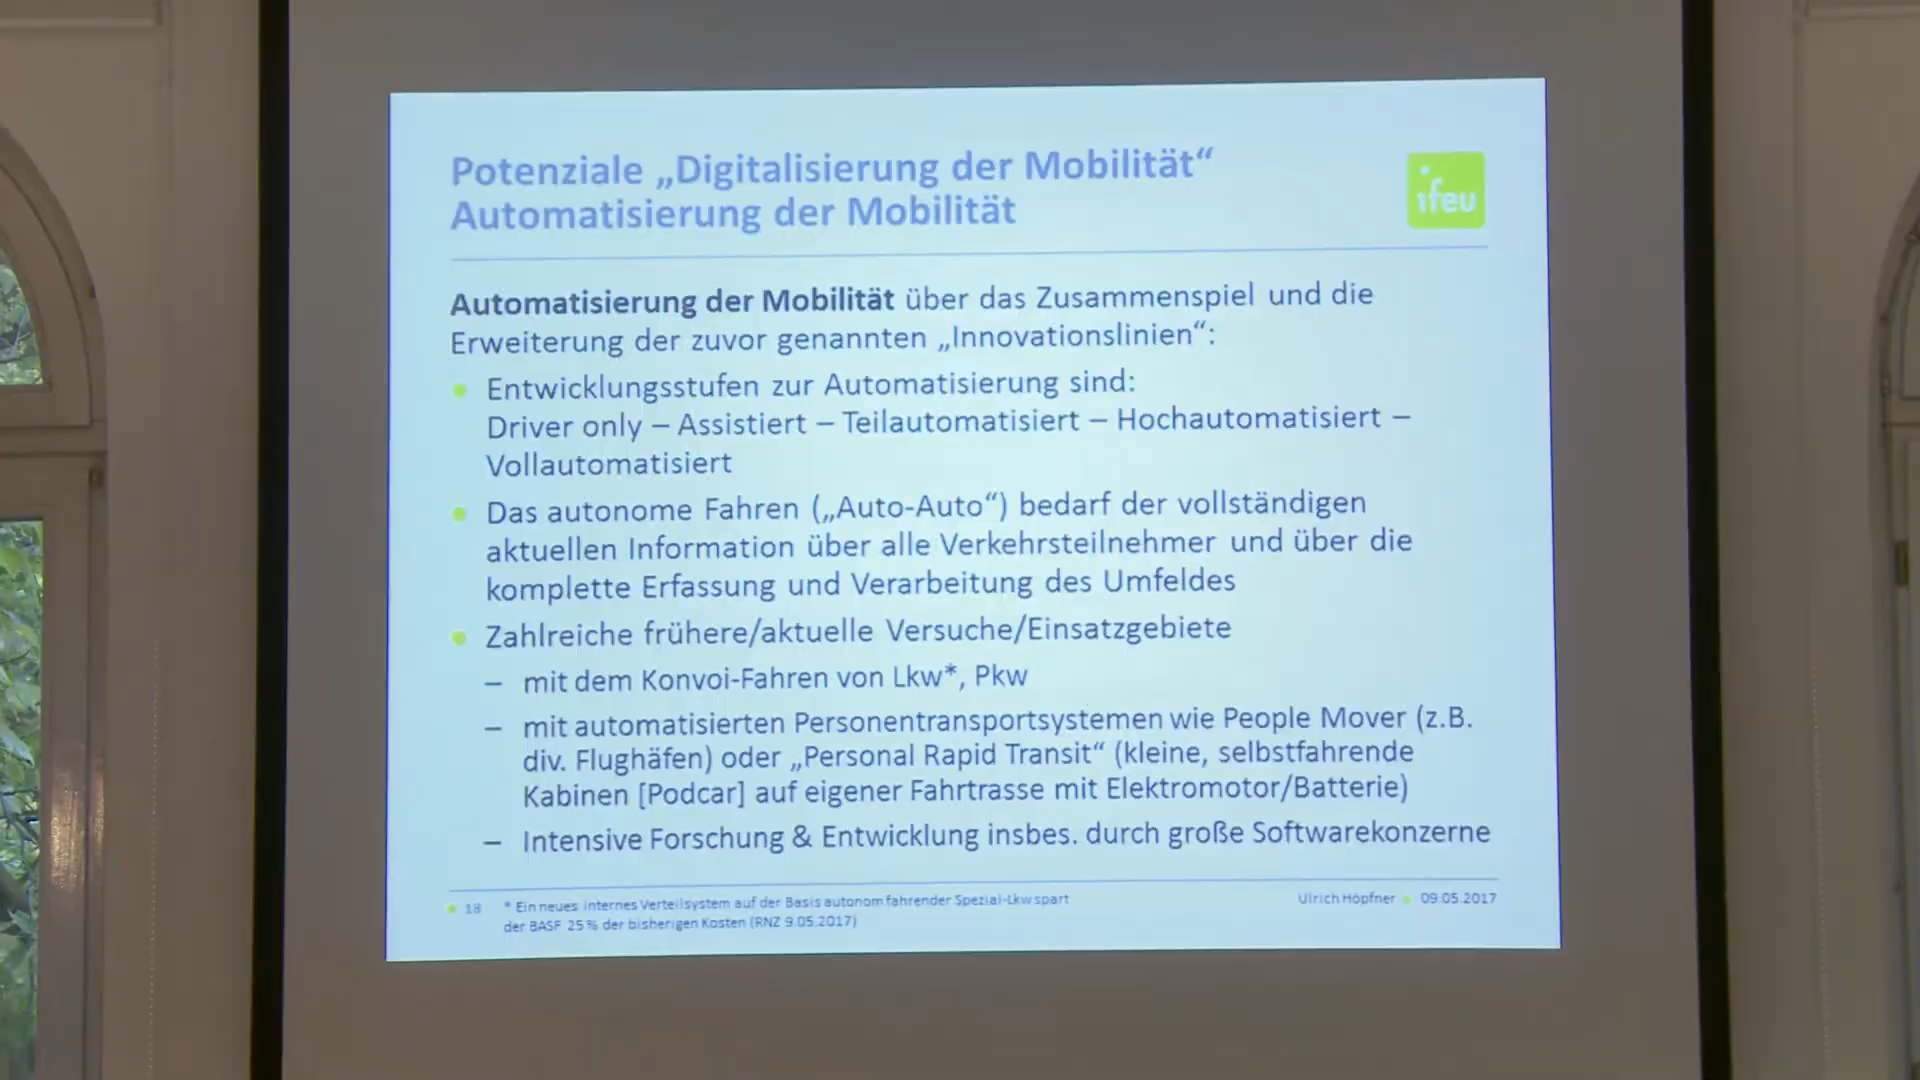 Potenziale „Digitalisierung der Mobilität“
Automatisierung der Mobilität
ifeu
Automatisierung der Mobilität über das Zusammenspiel und die
Erweiterung der zuvor genannten „Innovationslinien“:
Entwicklungsstufen zur Automatisierung sind:
Driver only – Assistiert – Teilautomatisiert – Hochautomatisiert –
Vollautomatisiert
Das autonome Fahren („Auto-Auto“) bedarf der vollständigen
aktuellen Information über alle Verkehrsteilnehmer und über die
komplette Erfassung und Verarbeitung des Umfeldes
Zahlreiche frühere/aktuelle Versuche/Einsatzgebiete
– mit dem Konvoi-Fahren von Lkw*, Pkw
– mit automatisierten Personentransportsystemen wie People Mover (z.B.
div. Flughäfen) oder „Personal Rapid Transit“ (kleine, selbstfahrende
Kabinen [Podcar] auf eigener Fahrtrasse mit Elektromotor/Batterie)
– Intensive Forschung & Entwicklung insbes. durch große Softwarekonzerne
18 * Ein neues internes Verteilsystem auf der Basis autonom fahrender Spezial-Lkw spart
der BASF 25 % der bisherigen Kosten (RNZ 9.05.2017)
Ulrich Höpfner 09.05.2017